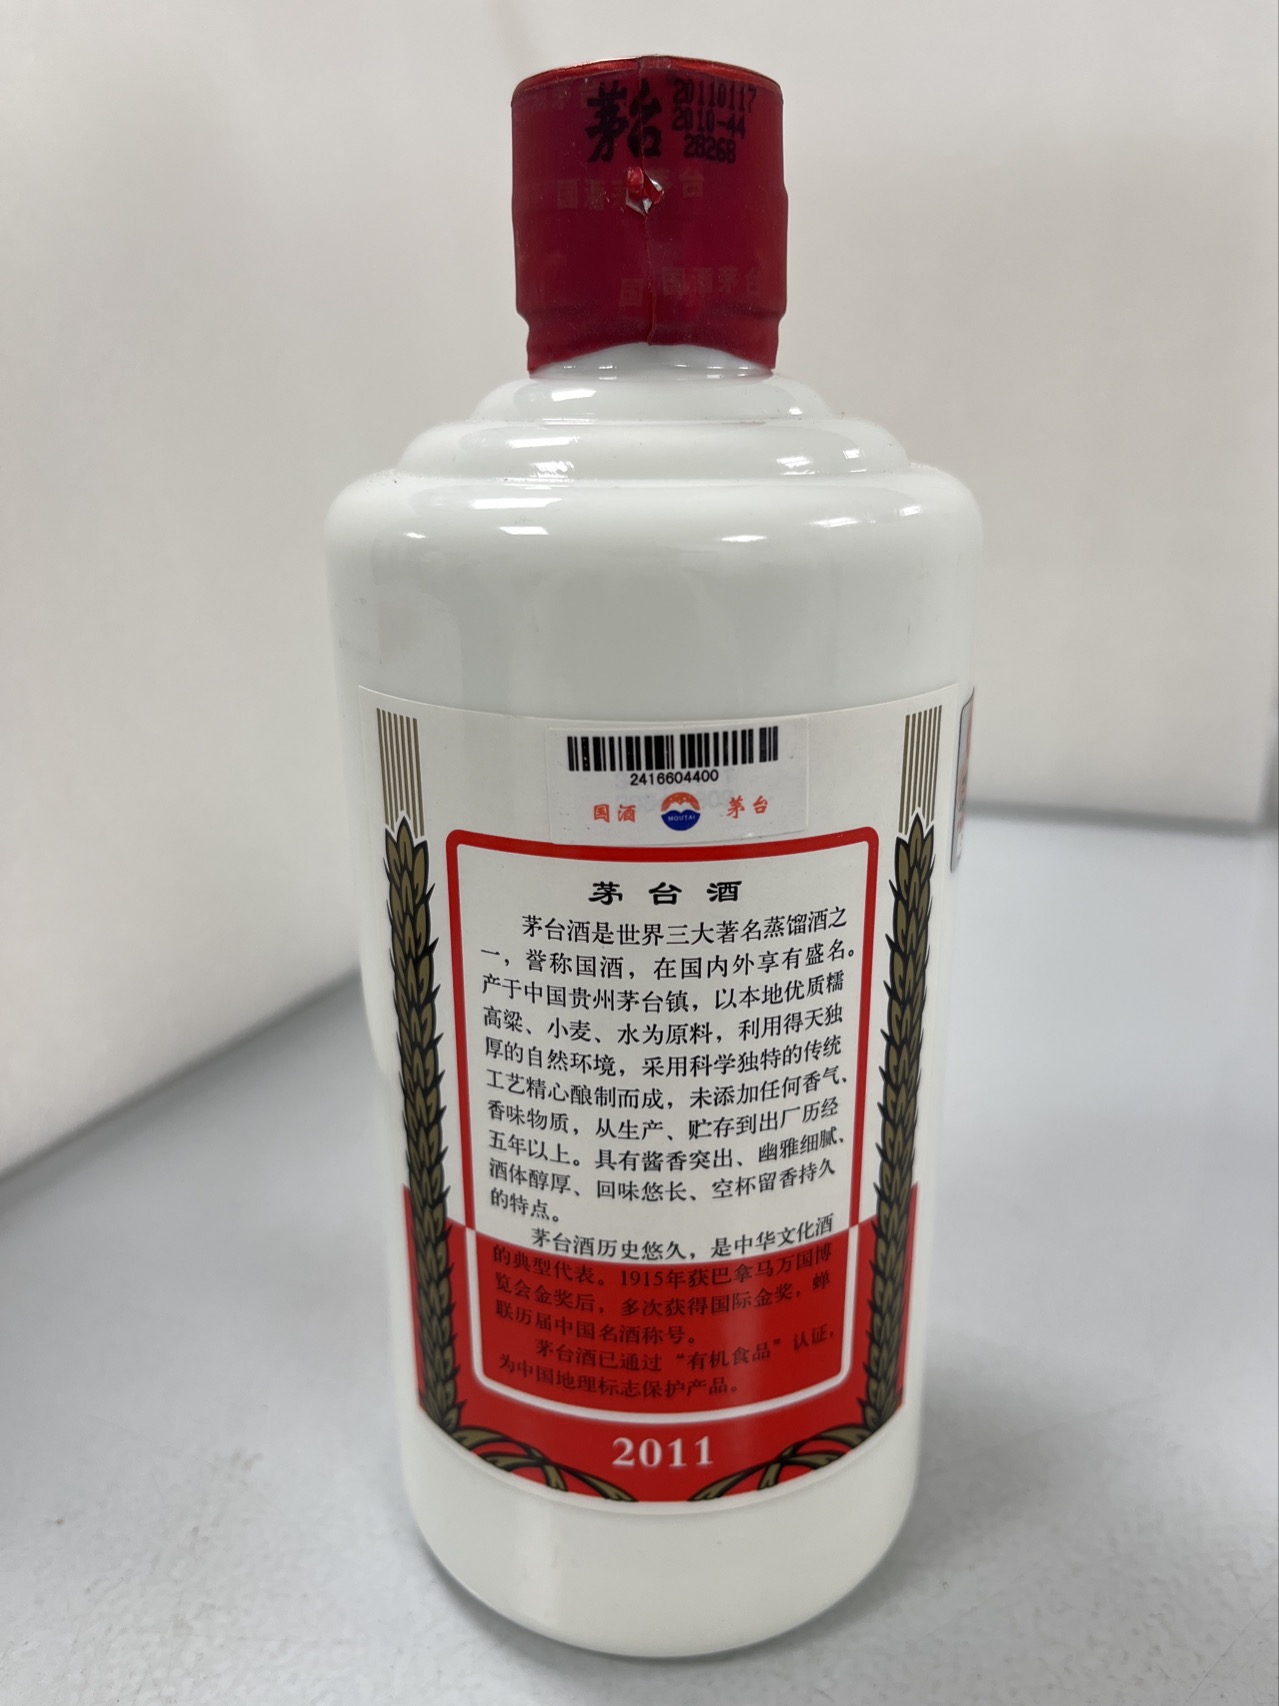 茅台
20110117
2010-44
28268
国酒茅台
国酒茅台
2416604400
国酒
MOUTAI
茅台
茅台酒
茅台酒是世界三大著名蒸馏酒之
一，誉称国酒，在国内外享有盛名。
产于中国贵州茅台镇，以本地优质糯
高粱、小麦、水为原料，利用得天独
厚的自然环境，采用科学独特的传统
工艺精心酿制而成，未添加任何香气、
香味物质，从生产、贮存到出厂历经
五年以上。具有酱香突出、幽雅细腻、
酒体醇厚、回味悠长、空杯留香持久
的特点。
茅台酒历史悠久，是中华文化酒
的典型代表。1915年获巴拿马万国博
览会金奖后，多次获得国际金奖，蝉
联历届中国名酒称号。
茅台酒已通过“有机食品”认证，
为中国地理标志保护产品。
2011